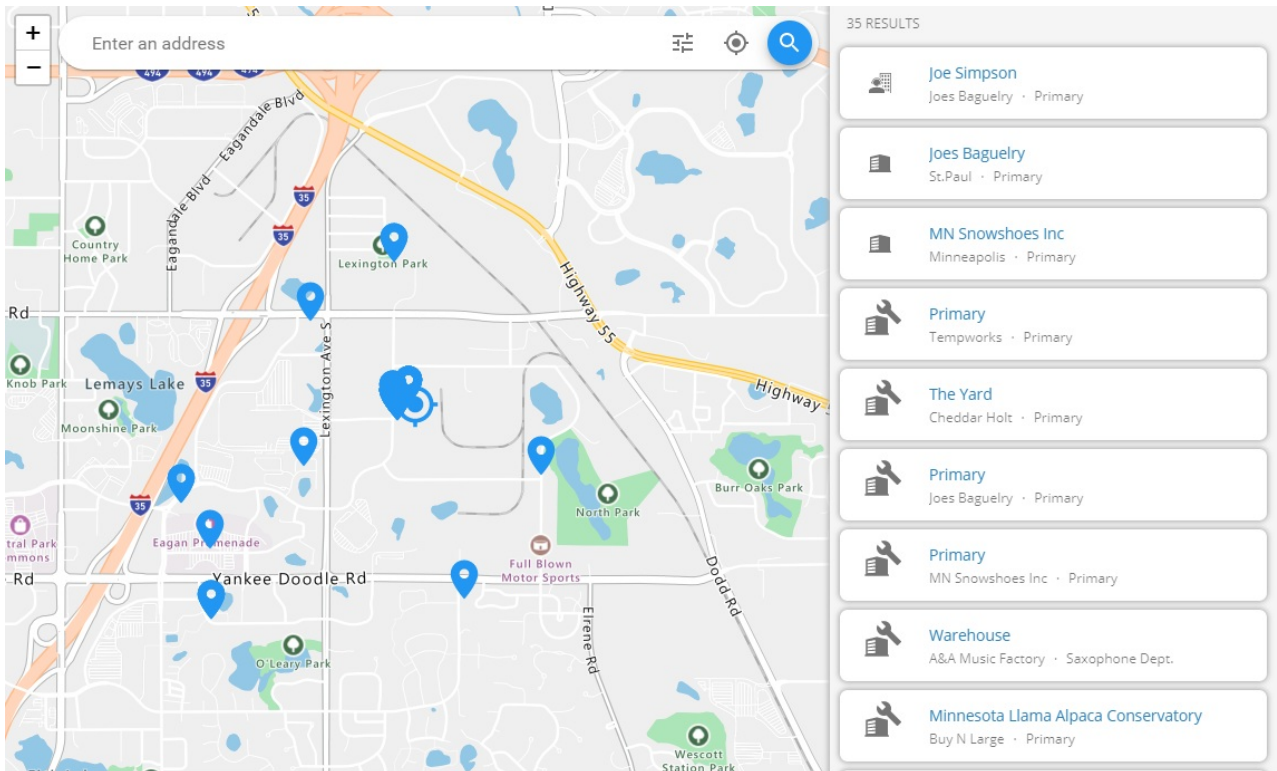 +
Enter an address
−
494
494
494
Eagandale Blvd
Eagandale Blvd
35
35
Country
Home Park
Lexington Park
Highway 55
Rd
Lexington Ave S
Knob Park
Lemays Lake
35
Highway
Moonshine Park
35
Burr Oaks Park
North Park
tral Park
mmons
Eagan Pr menade
Full Blown
Motor Sports
Rd
Yankee Doodle Rd
Dodd Rd
Elrene Rd
O'Leary Park
Wescott
Station Park
35 RESULTS
Joe Simpson
Joes Baguelry · Primary
Joes Baguelry
St.Paul · Primary
MN Snowshoes Inc
Minneapolis · Primary
Primary
Tempworks · Primary
The Yard
Cheddar Holt · Primary
Primary
Joes Baguelry · Primary
Primary
MN Snowshoes Inc · Primary
Warehouse
A&A Music Factory · Saxophone Dept.
Minnesota Llama Alpaca Conservatory
Buy N Large · Primary